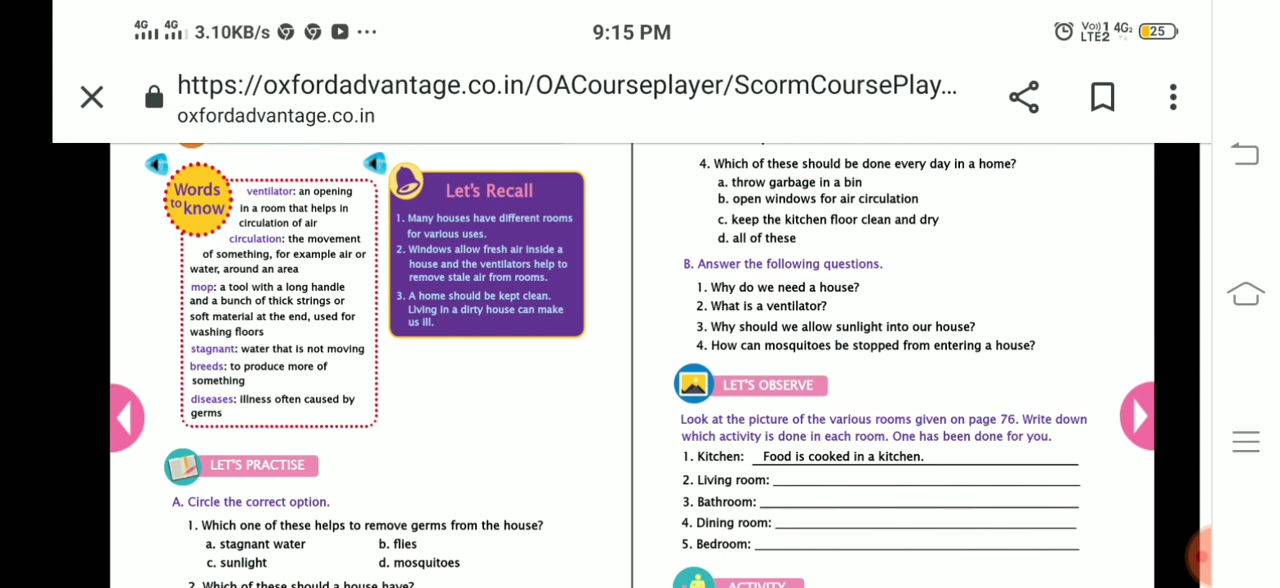 4G 4G 3.10KB/s ... 9:15 PM Vo)) 1 4G2 LTE2 25
https://oxfordadvantage.co.in/OACourseplayer/ScormCoursePlay...
oxfordadvantage.co.in
Words
to know
ventilator: an opening
in a room that helps in
circulation of air
circulation: the movement
of something, for example air or
water, around an area
mop: a tool with a long handle
and a bunch of thick strings or
soft material at the end, used for
washing floors
stagnant: water that is not moving
breeds: to produce more of
something
diseases: illness often caused by
germs
Let's Recall
1. Many houses have different rooms
for various uses.
2. Windows allow fresh air inside a
house and the ventilators help to
remove stale air from rooms.
3. A home should be kept clean.
Living in a dirty house can make
us ill.
LET'S PRACTISE
A. Circle the correct option.
1. Which one of these helps to remove germs from the house?
a. stagnant water b. flies
c. sunlight d. mosquitoes
2. Which of these should a house have?
4. Which of these should be done every day in a home?
a. throw garbage in a bin
b. open windows for air circulation
c. keep the kitchen floor clean and dry
d. all of these
B. Answer the following questions.
1. Why do we need a house?
2. What is a ventilator?
3. Why should we allow sunlight into our house?
4. How can mosquitoes be stopped from entering a house?
LET'S OBSERVE
Look at the picture of the various rooms given on page 76. Write down
which activity is done in each room. One has been done for you.
1. Kitchen: Food is cooked in a kitchen.
2. Living room:
3. Bathroom:
4. Dining room:
5. Bedroom:
ACTIVITY